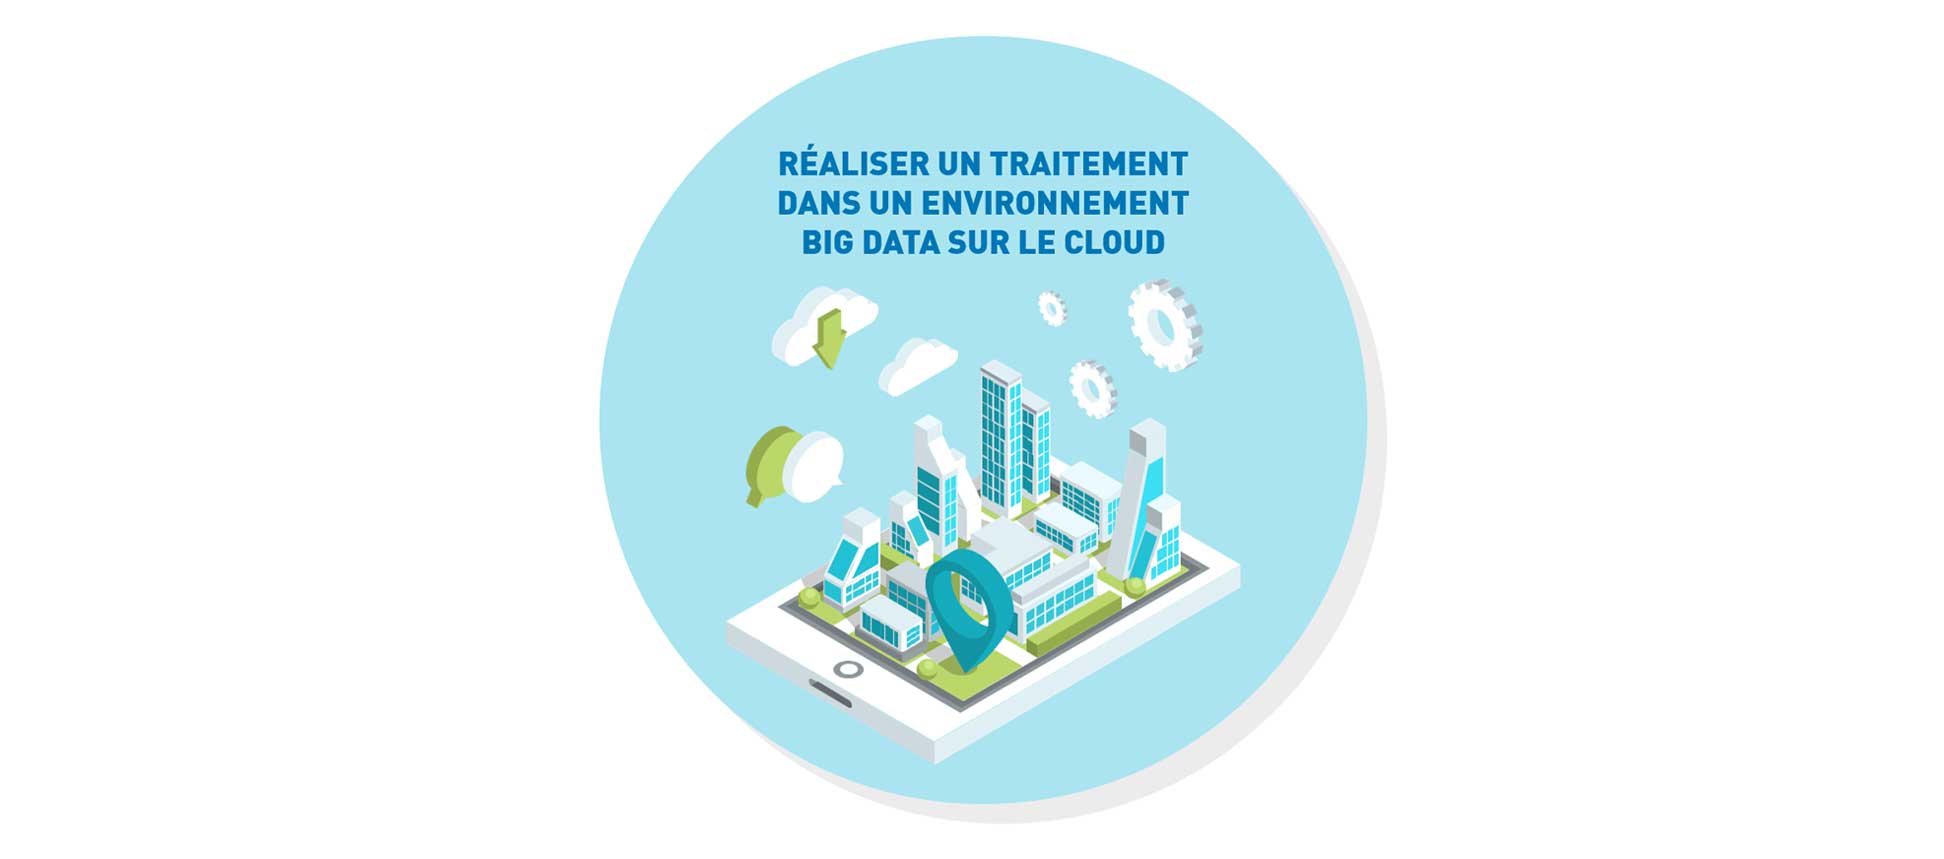 RÉALISER UN TRAITEMENT
DANS UN ENVIRONNEMENT
BIG DATA SUR LE CLOUD